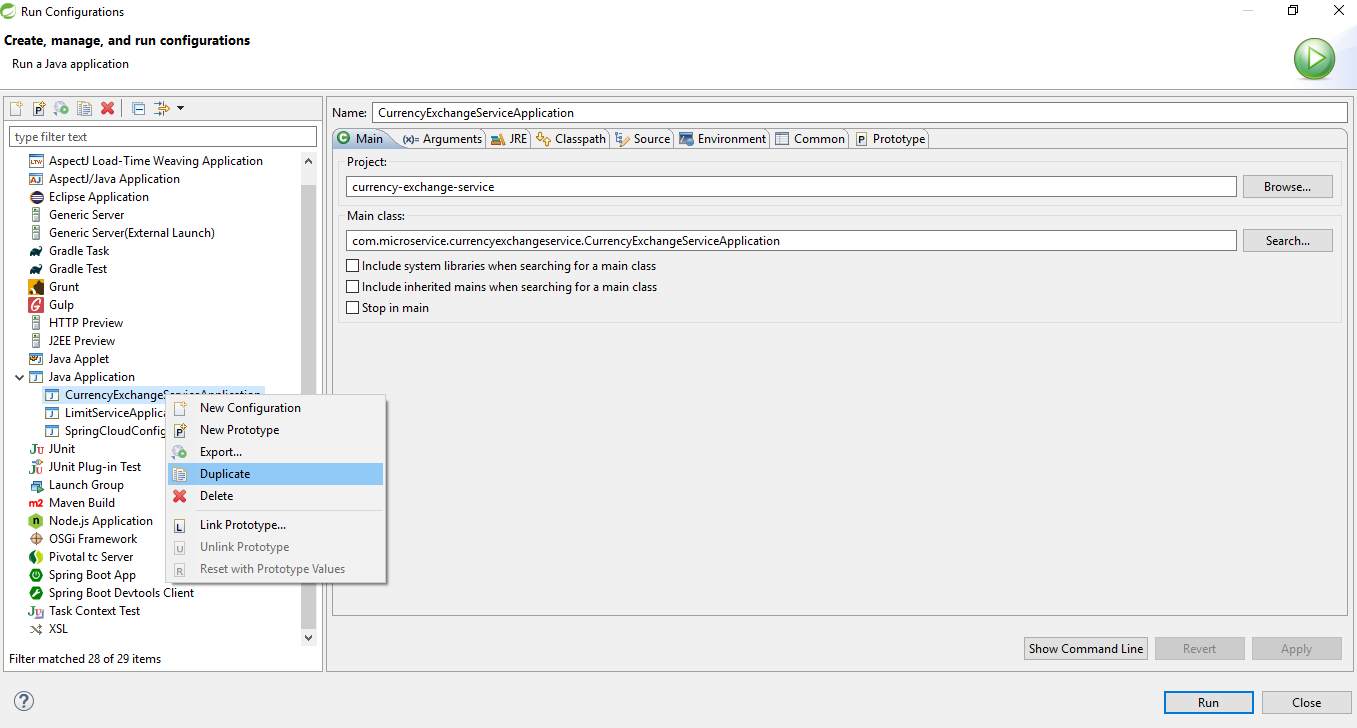 Run Configurations
Create, manage, and run configurations
Run a Java application
P
type filter text
LTW AspectJ Load-Time Weaving Application
AJ AspectJ/Java Application
Eclipse Application
Generic Server
Generic Server(External Launch)
Gradle Task
Gradle Test
Grunt
Gulp
HTTP Preview
J2EE Preview
Java Applet
Java Application
CurrencyExchangeServiceApplication
LimitServiceApplica
SpringCloudConfig
Ju JUnit
Jü JUnit Plug-in Test
Launch Group
m2 Maven Build
n Node.js Application
OSGi Framework
Pivotal tc Server
Spring Boot App
Spring Boot Devtools Client
Ju Task Context Test
XSL
Filter matched 28 of 29 items
New Configuration
P New Prototype
Export...
Duplicate
Delete
L Link Prototype...
U Unlink Prototype
R Reset with Prototype Values
Name: CurrencyExchangeServiceApplication
C Main (x)= Arguments JRE Classpath Source Environment Common P Prototype
Project:
currency-exchange-service Browse...
Main class:
com.microservice.currencyexchangeservice.CurrencyExchangeServiceApplication Search...
Include system libraries when searching for a main class
Include inherited mains when searching for a main class
Stop in main
Show Command Line Revert Apply
? Run Close